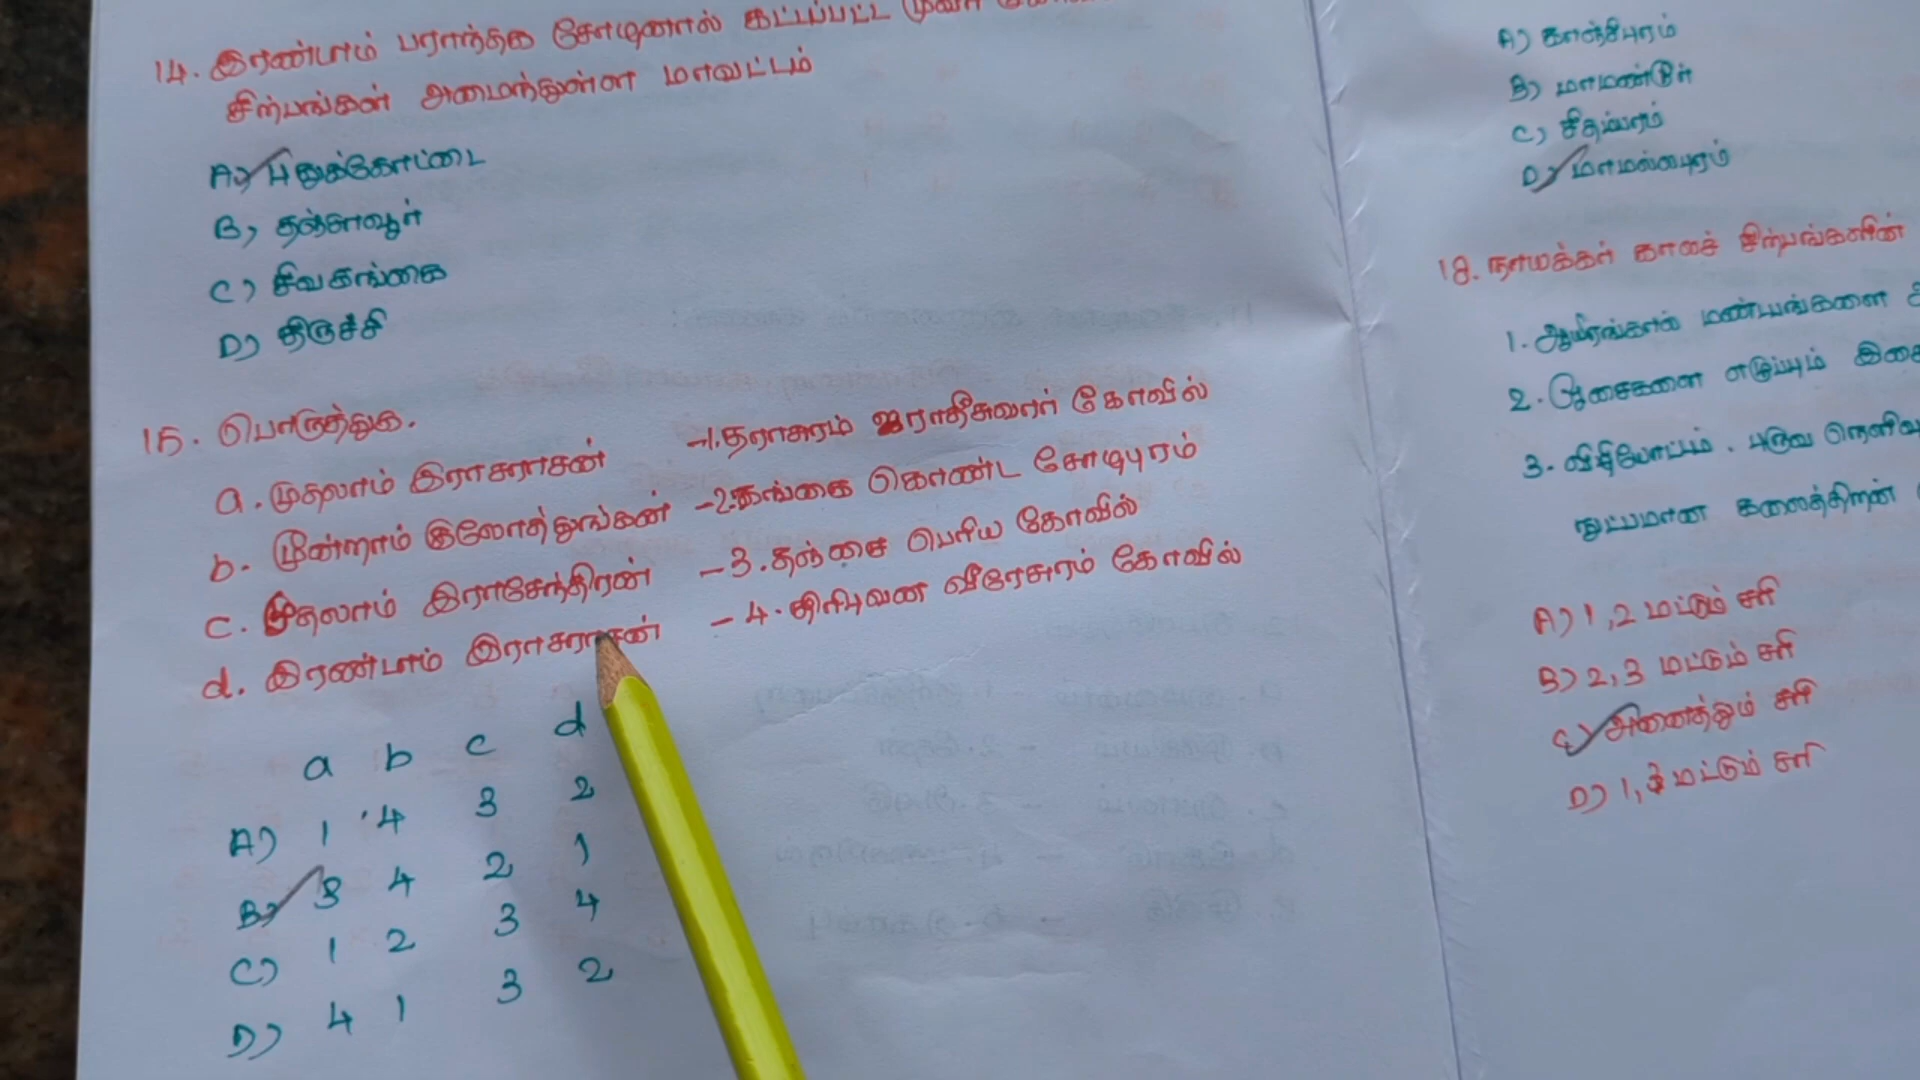 14. இரண்டாம் பராந்தக சோழனால் கட்டப்பட்ட மூவர்
சிற்பங்கள் அமைந்துள்ள மாவட்டம்
A) புதுக்கோட்டை
B) தஞ்சாவூர்
C) சிவகங்கை
D) திருச்சி
15. பொருத்துக.
a. முதலாம் இராசராசன் -1.தராசுரம் ஐராதீசுவரர் கோவில்
b. மூன்றாம் குலோத்துங்கன் -2.கங்கை கொண்ட சோழபுரம்
c. முதலாம் இராசேந்திரன் -3.தஞ்சை பெரிய கோவில்
d. இரண்டாம் இராசராசன் -4.திரிபுவன வீரேசுரம் கோவில்
a b c d
A) 1 4 3 2
B) 3 4 2 1
C) 1 2 3 4
D) 4 1 3 2
A) காஞ்சிபுரம்
B) மாமண்டூர்
C) சிதம்பரம்
D) மாமல்லபுரம்
18. நாயக்கர் காலச் சிற்பங்களின்
1. ஆயிரங்கால் மண்டபங்களை
2. ஓசைகளை எழுப்பும் இசை
3. விழியோட்டம், புருவ நெளிவு
நுட்பமான கலைத்திறன்
A) 1,2 மட்டும் சரி
B) 2,3 மட்டும் சரி
C) அனைத்தும் சரி
D) 1,3 மட்டும் சரி